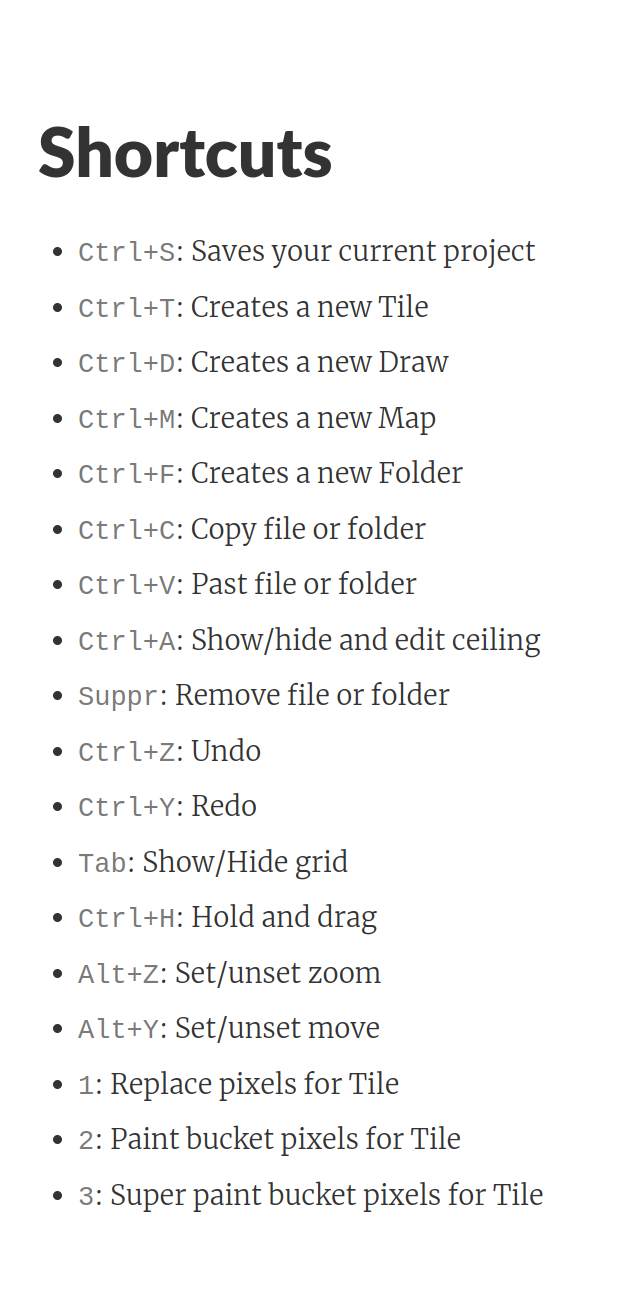 Shortcuts
• Ctrl+S: Saves your current project
• Ctrl+T: Creates a new Tile
• Ctrl+D: Creates a new Draw
• Ctrl+M: Creates a new Map
• Ctrl+F: Creates a new Folder
• Ctrl+C: Copy file or folder
• Ctrl+V: Past file or folder
• Ctrl+A: Show/hide and edit ceiling
• Suppr: Remove file or folder
• Ctrl+Z: Undo
• Ctrl+Y: Redo
• Tab: Show/Hide grid
• Ctrl+H: Hold and drag
• Alt+Z: Set/unset zoom
• Alt+Y: Set/unset move
• 1: Replace pixels for Tile
• 2: Paint bucket pixels for Tile
• 3: Super paint bucket pixels for Tile